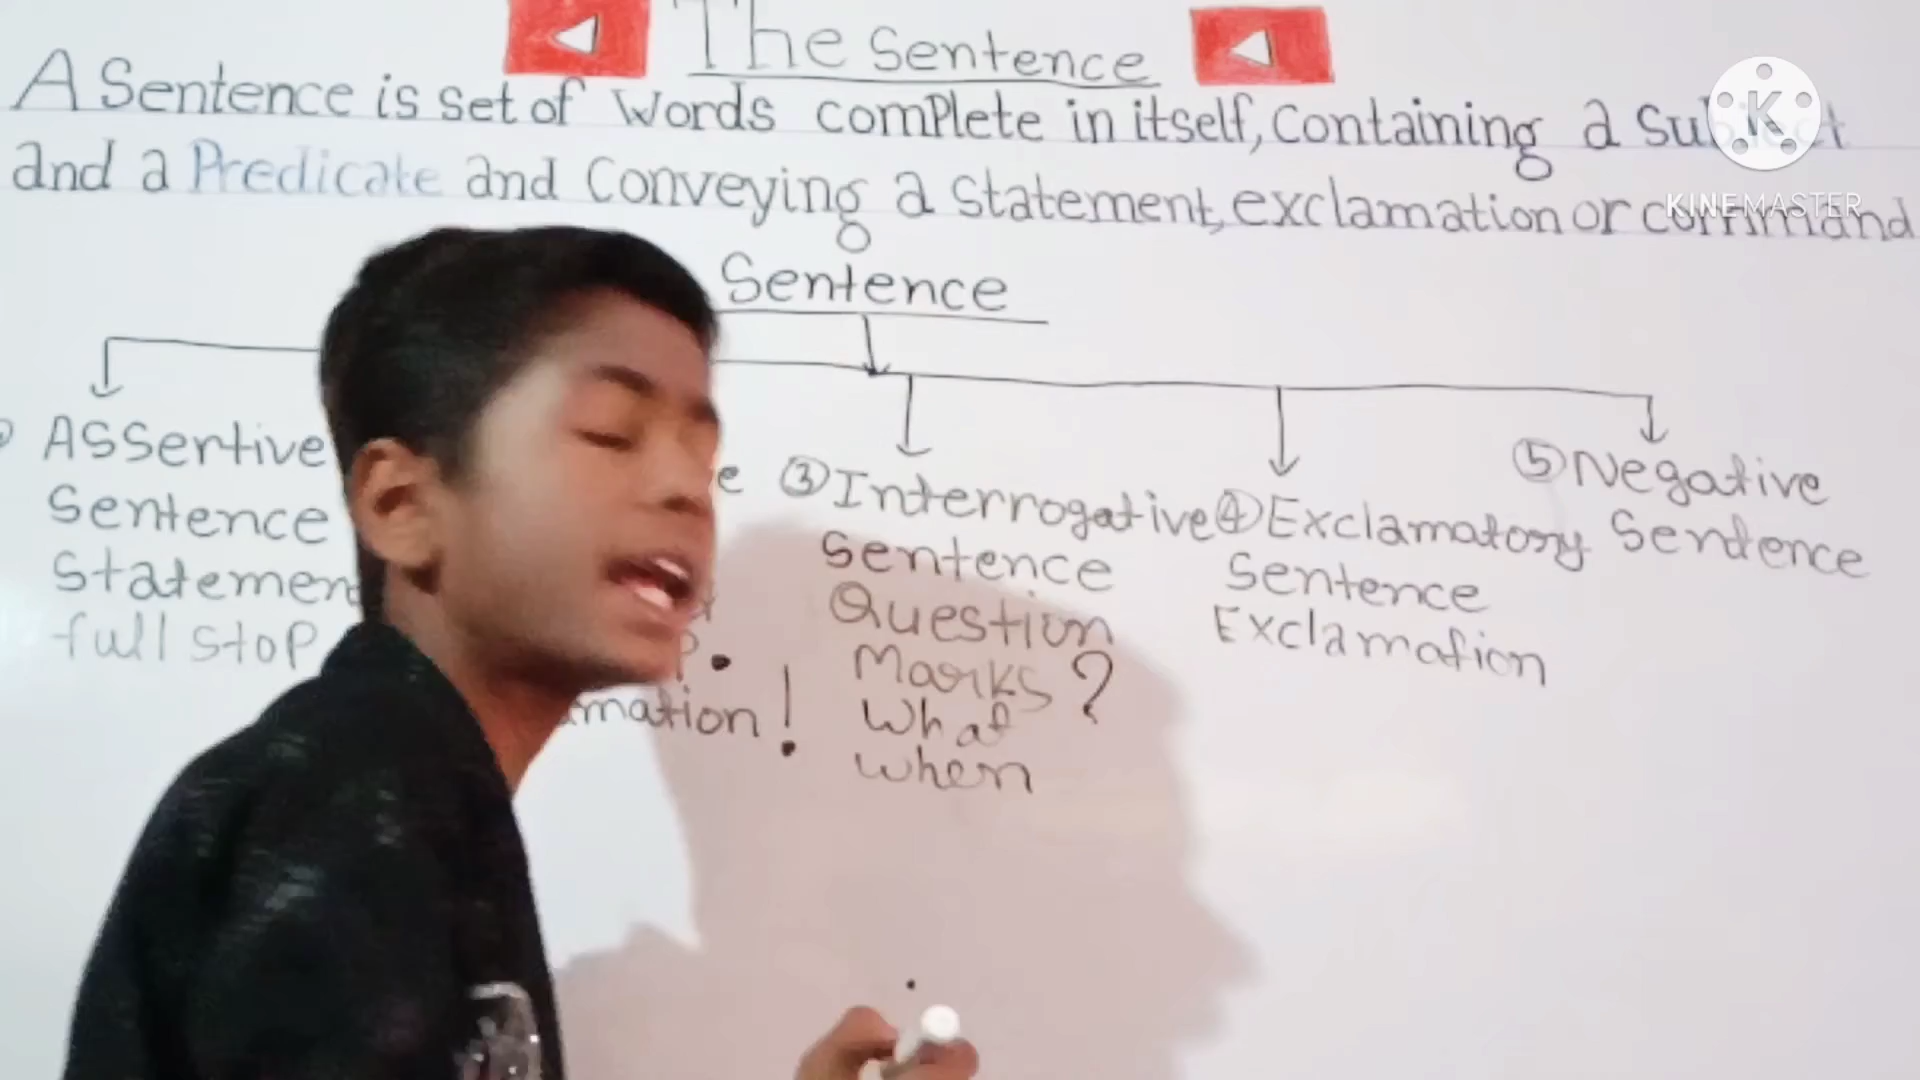 The Sentence
A Sentence is set of Words complete in itself, Containing a
and a Predicate and Conveying a Statement, exclamation or command
Sentence
Assertive
Sentence
full stop
③ Interrogative
Sentence
Question
Marks ?
What
When
④ Exclamatory
Sentence
Exclamation
⑤ Negative
Sentence
K
KINEMASTER